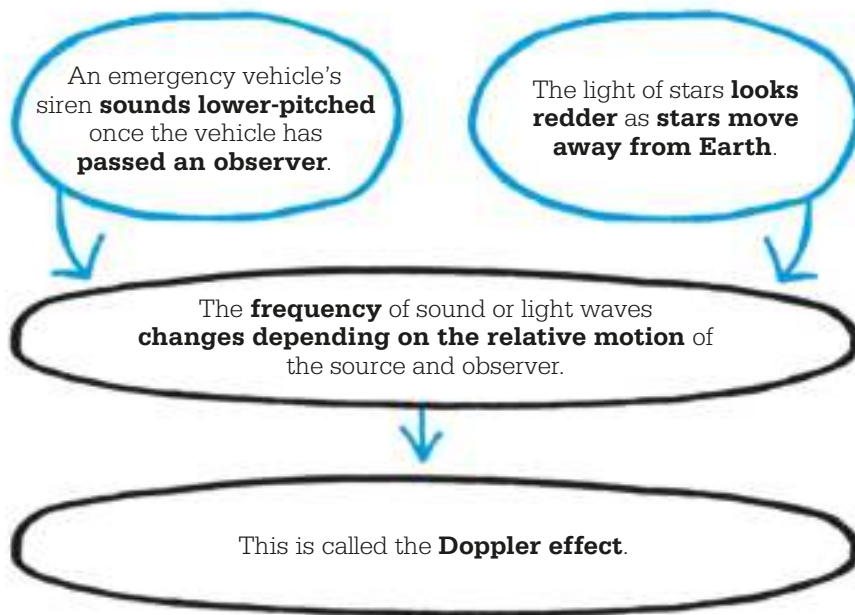 An emergency vehicle’s
siren sounds lower-pitched
once the vehicle has
passed an observer.
The light of stars looks
redder as stars move
away from Earth.
The frequency of sound or light waves
changes depending on the relative motion of
the source and observer.
This is called the Doppler effect.